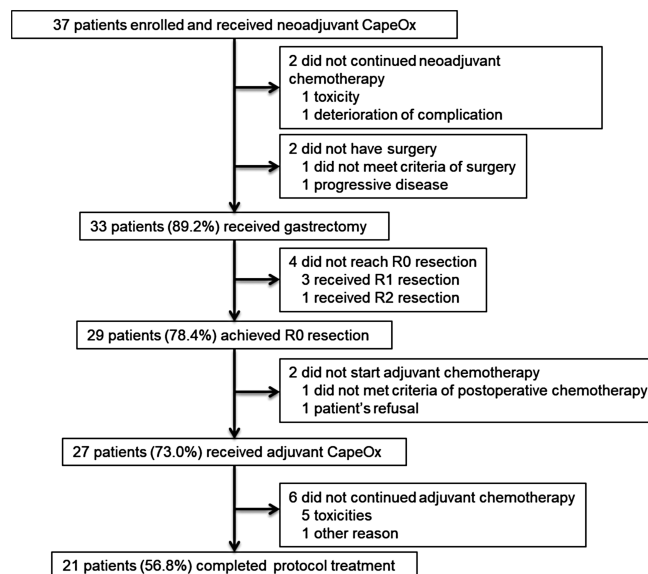 37 patients enrolled and received neoadjuvant CapeOx
2 did not continued neoadjuvant
chemotherapy
1 toxicity
1 deterioration of complication
2 did not have surgery
1 did not meet criteria of surgery
1 progressive disease
33 patients (89.2%) received gastrectomy
4 did not reach R0 resection
3 received R1 resection
1 received R2 resection
29 patients (78.4%) achieved R0 resection
2 did not start adjuvant chemotherapy
1 did not met criteria of postoperative chemotherapy
1 patient's refusal
27 patients (73.0%) received adjuvant CapeOx
6 did not continued adjuvant chemotherapy
5 toxicities
1 other reason
21 patients (56.8%) completed protocol treatment